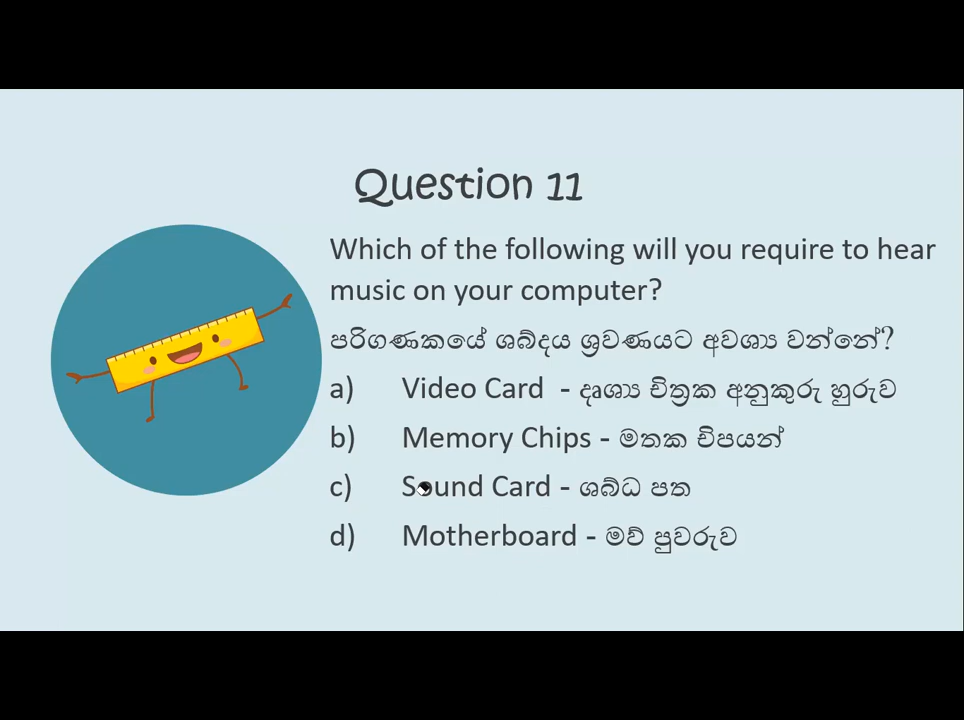 Question 11
Which of the following will you require to hear
music on your computer?
පරිගණකයේ ශබ්දය ශ්‍රවණයට අවශ්‍ය වන්නේ?
a) Video Card - දෘශ්‍ය චිත්‍රක අනුකුරු හුරුව
b) Memory Chips - මතක චිපයන්
c) Sound Card - ශබ්ධ පත
d) Motherboard - මව් පුවරුව